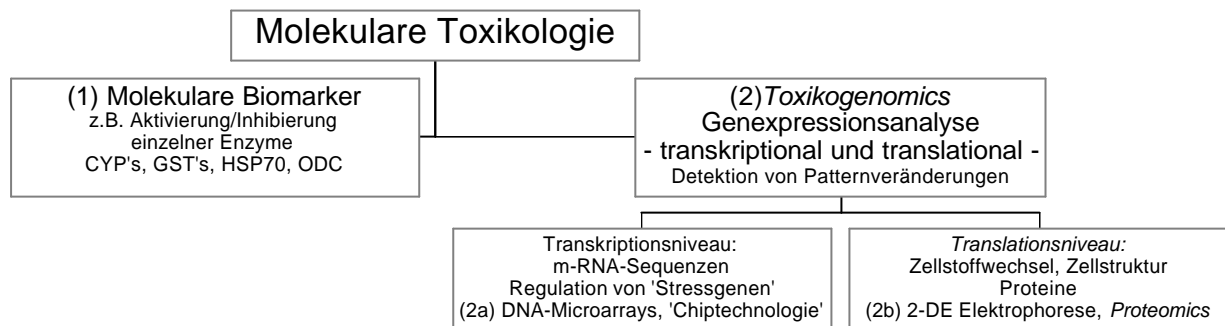 Molekulare Toxikologie
(1) Molekulare Biomarker
z.B. Aktivierung/Inhibierung
einzelner Enzyme
CYP's, GST's, HSP70, ODC
(2)Toxikogenomics
Genexpressionsanalyse
- transkriptional und translational -
Detektion von Patternveränderungen
Transkriptionsniveau:
m-RNA-Sequenzen
Regulation von 'Stressgenen'
(2a) DNA-Microarrays, 'Chiptechnologie'
Translationsniveau:
Zellstoffwechsel, Zellstruktur
Proteine
(2b) 2-DE Elektrophorese, Proteomics